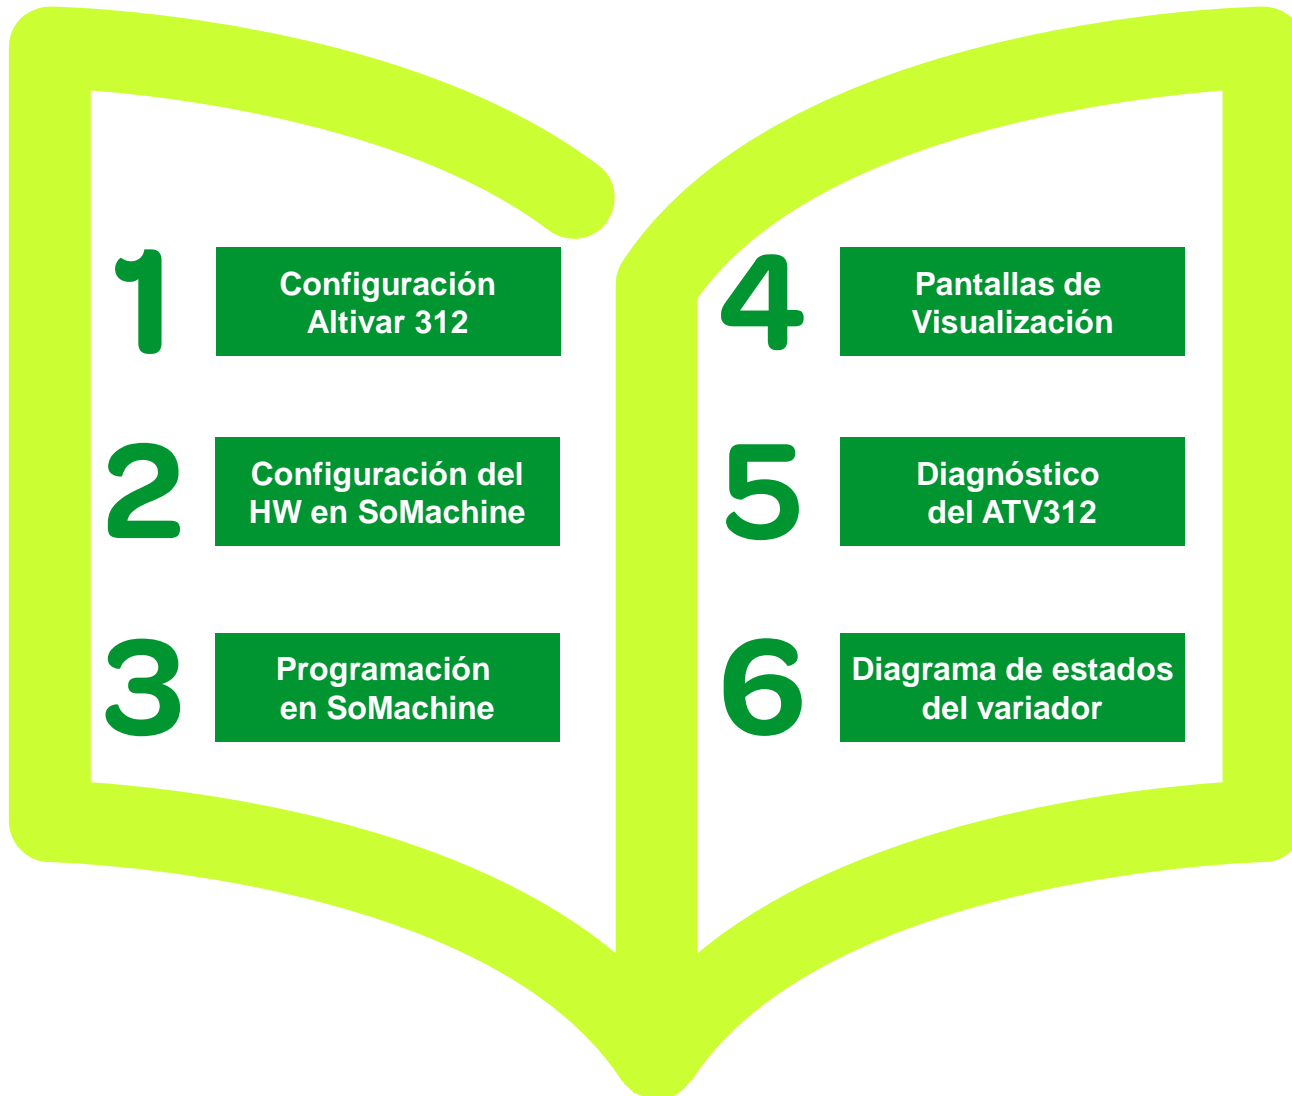 1
Configuración
Altivar 312
2
Configuración del
HW en SoMachine
3
Programación
en SoMachine
4
Pantallas de
Visualización
5
Diagnóstico
del ATV312
6
Diagrama de estados
del variador